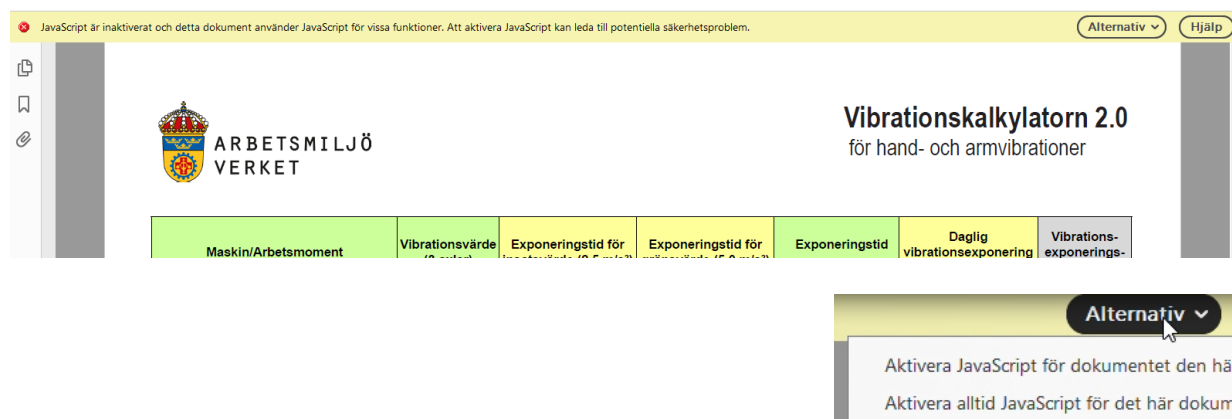 JavaScript är inaktiverat och detta dokument använder JavaScript för vissa funktioner. Att aktivera JavaScript kan leda till potentiella säkerhetsproblem.
Alternativ
Hjälp
ARBETSMILJÖ
VERKET
Vibrationskalkylatorn 2.0
för hand- och armvibrationer
Maskin/Arbetsmoment
Vibrationsvärde
Exponeringstid för
Exponeringstid för
Exponeringstid
Daglig
vibrationsexponering
Vibrations-
exponerings-
Alternativ
Aktivera JavaScript för dokumentet den hä
Aktivera alltid JavaScript för det här dokum